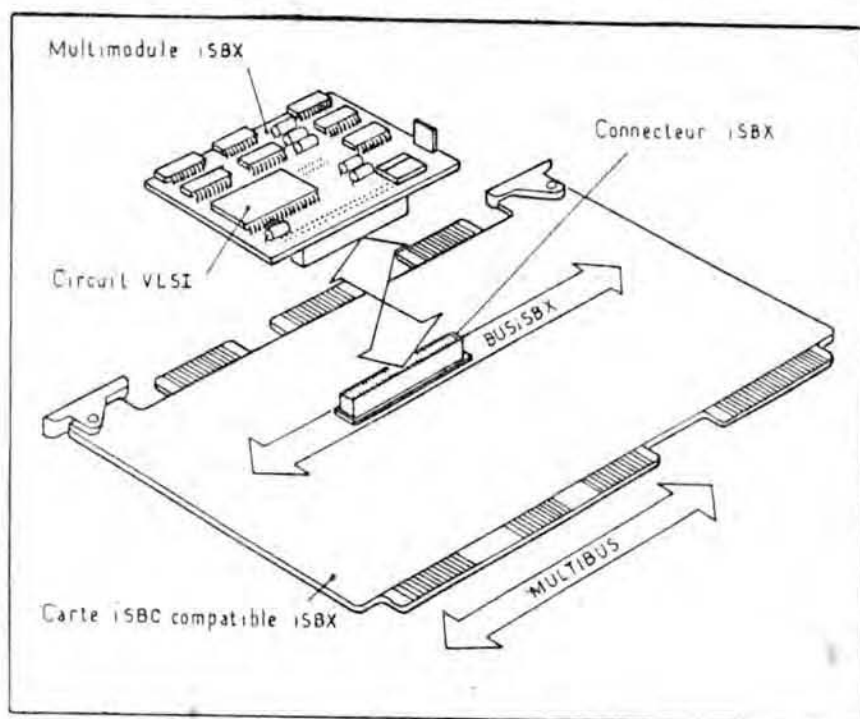 Multimodule iSBX
Connecteur iSBX
Circuit VLSI
BUS iSBX
MULTIBUS
Carte iSBC compatible iSBX